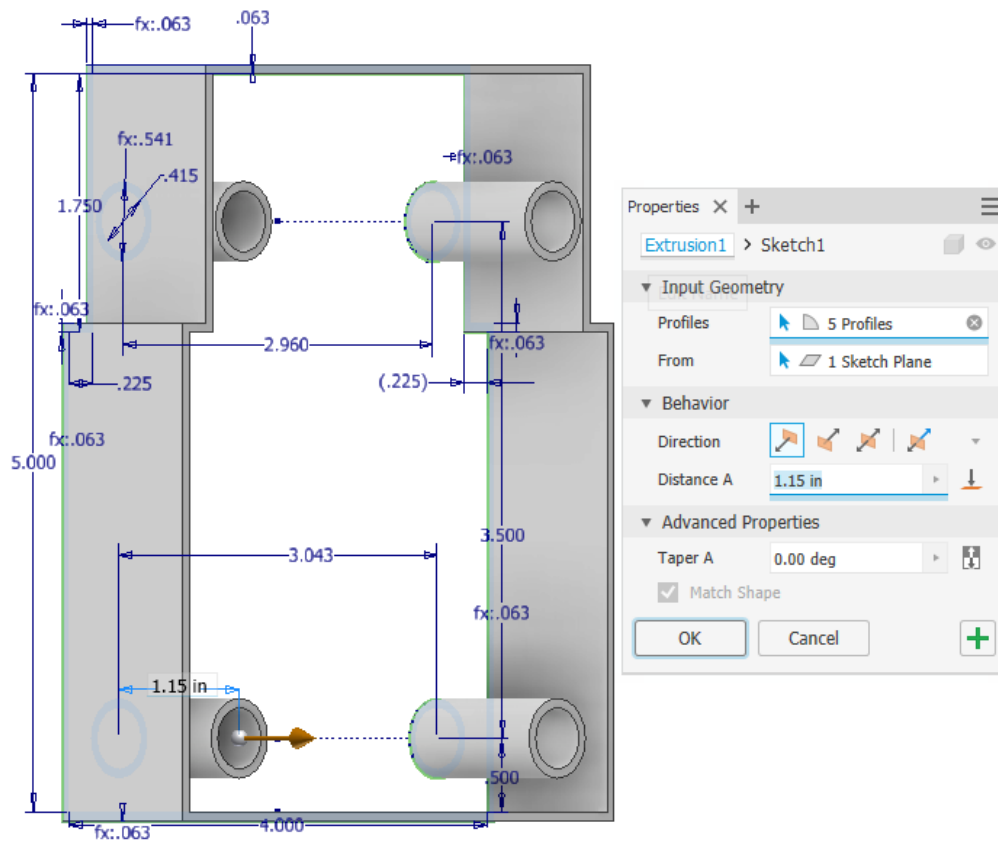 fx:.063
.063
fx:.541
.415
fx:.063
1.750
fx:.063
2.960
fx:.063
.225
(.225)
fx:.063
5.000
3.500
3.043
fx:.063
1.15 in
.500
4.000
fx:.063
Properties
Extrusion1 > Sketch1
Input Geometry
Profiles 5 Profiles
From 1 Sketch Plane
Behavior
Direction
Distance A 1.15 in
Advanced Properties
Taper A 0.00 deg
Match Shape
OK Cancel